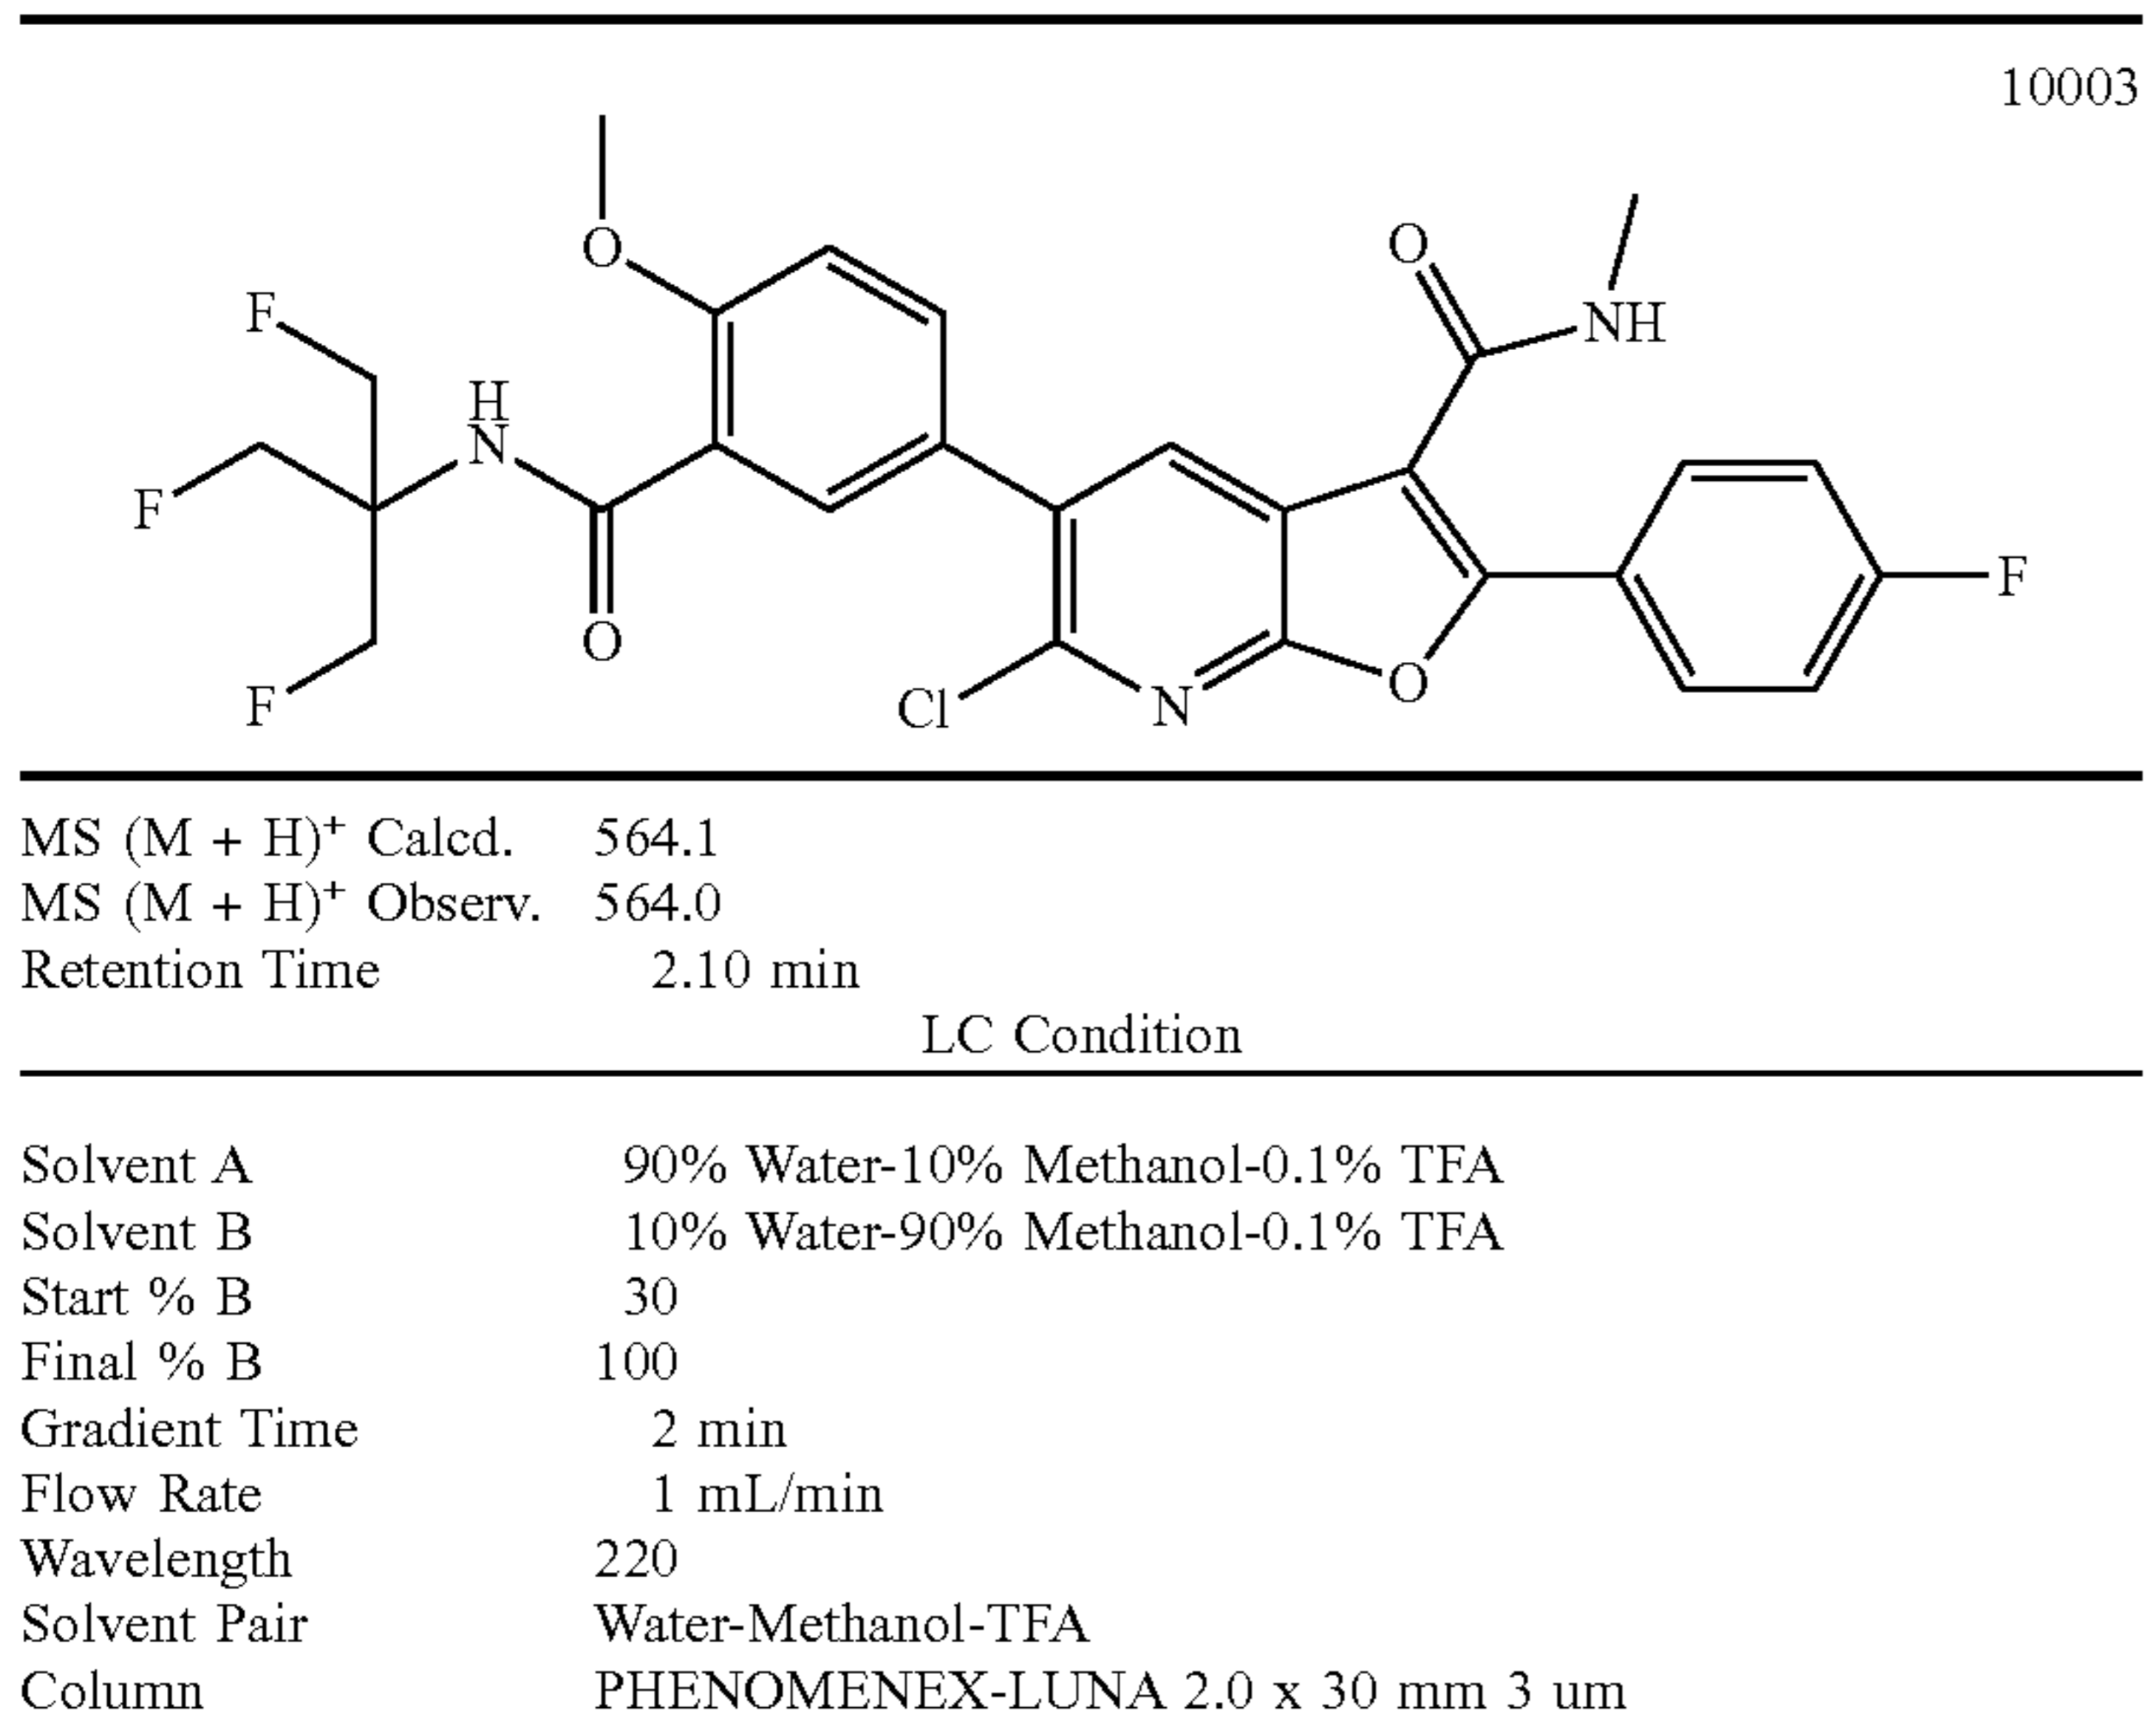 10003
O
O
F
NH
H
N
F
F
O
F
Cl
N
O
MS (M + H)+ Calcd. 564.1
MS (M + H)+ Observ. 564.0
Retention Time 2.10 min
LC Condition
Solvent A 90% Water-10% Methanol-0.1% TFA
Solvent B 10% Water-90% Methanol-0.1% TFA
Start % B 30
Final % B 100
Gradient Time 2 min
Flow Rate 1 mL/min
Wavelength 220
Solvent Pair Water-Methanol-TFA
Column PHENOMENEX-LUNA 2.0 x 30 mm 3 um